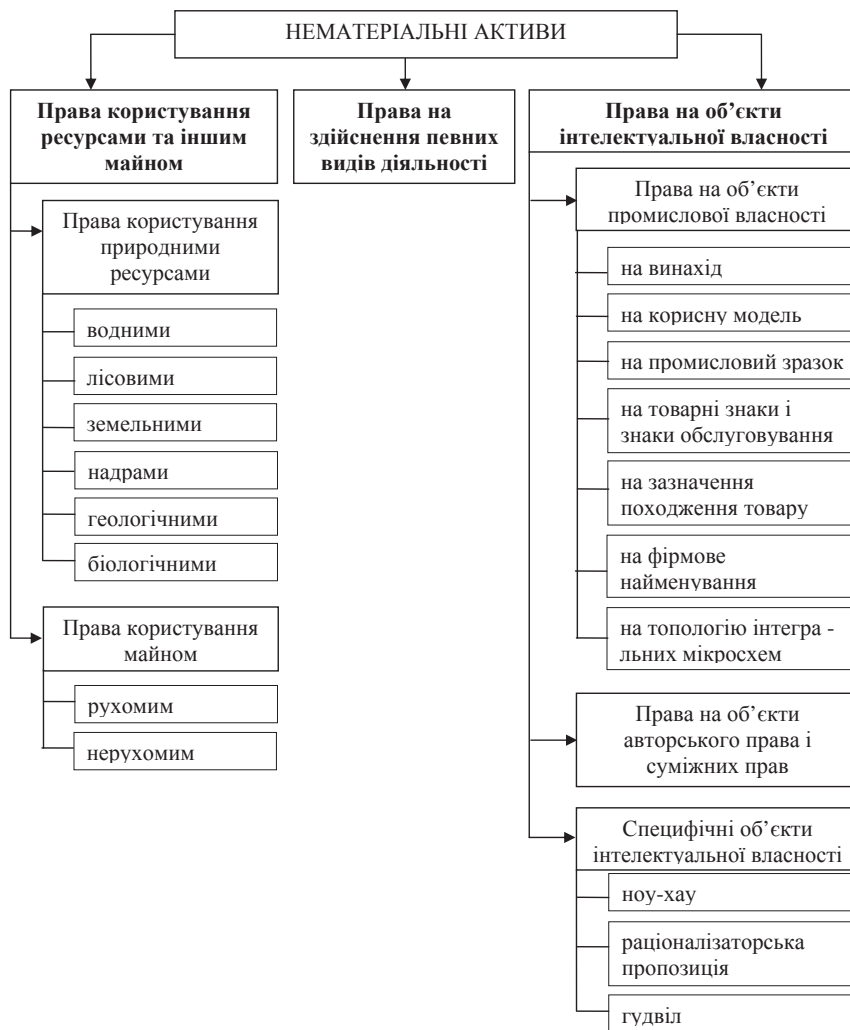 НЕМАТЕРІАЛЬНІ АКТИВИ
Права користування
ресурсами та іншим
майном
Права користування
природними
ресурсами
водними
лісовими
земельними
надрами
геологічними
біологічними
Права користування
майном
рухомим
нерухомим
Права на
здійснення певних
видів діяльності
Права на об’єкти
інтелектуальної власності
Права на об’єкти
промислової власності
на винахід
на корисну модель
на промисловий зразок
на товарні знаки і
знаки обслуговування
на зазначення
походження товару
на фірмове
найменування
на топологію інтегра -
льних мікросхем
Права на об’єкти
авторського права і
суміжних прав
Специфічні об’єкти
інтелектуальної власності
ноу-хау
раціоналізаторська
пропозиція
гудвіл